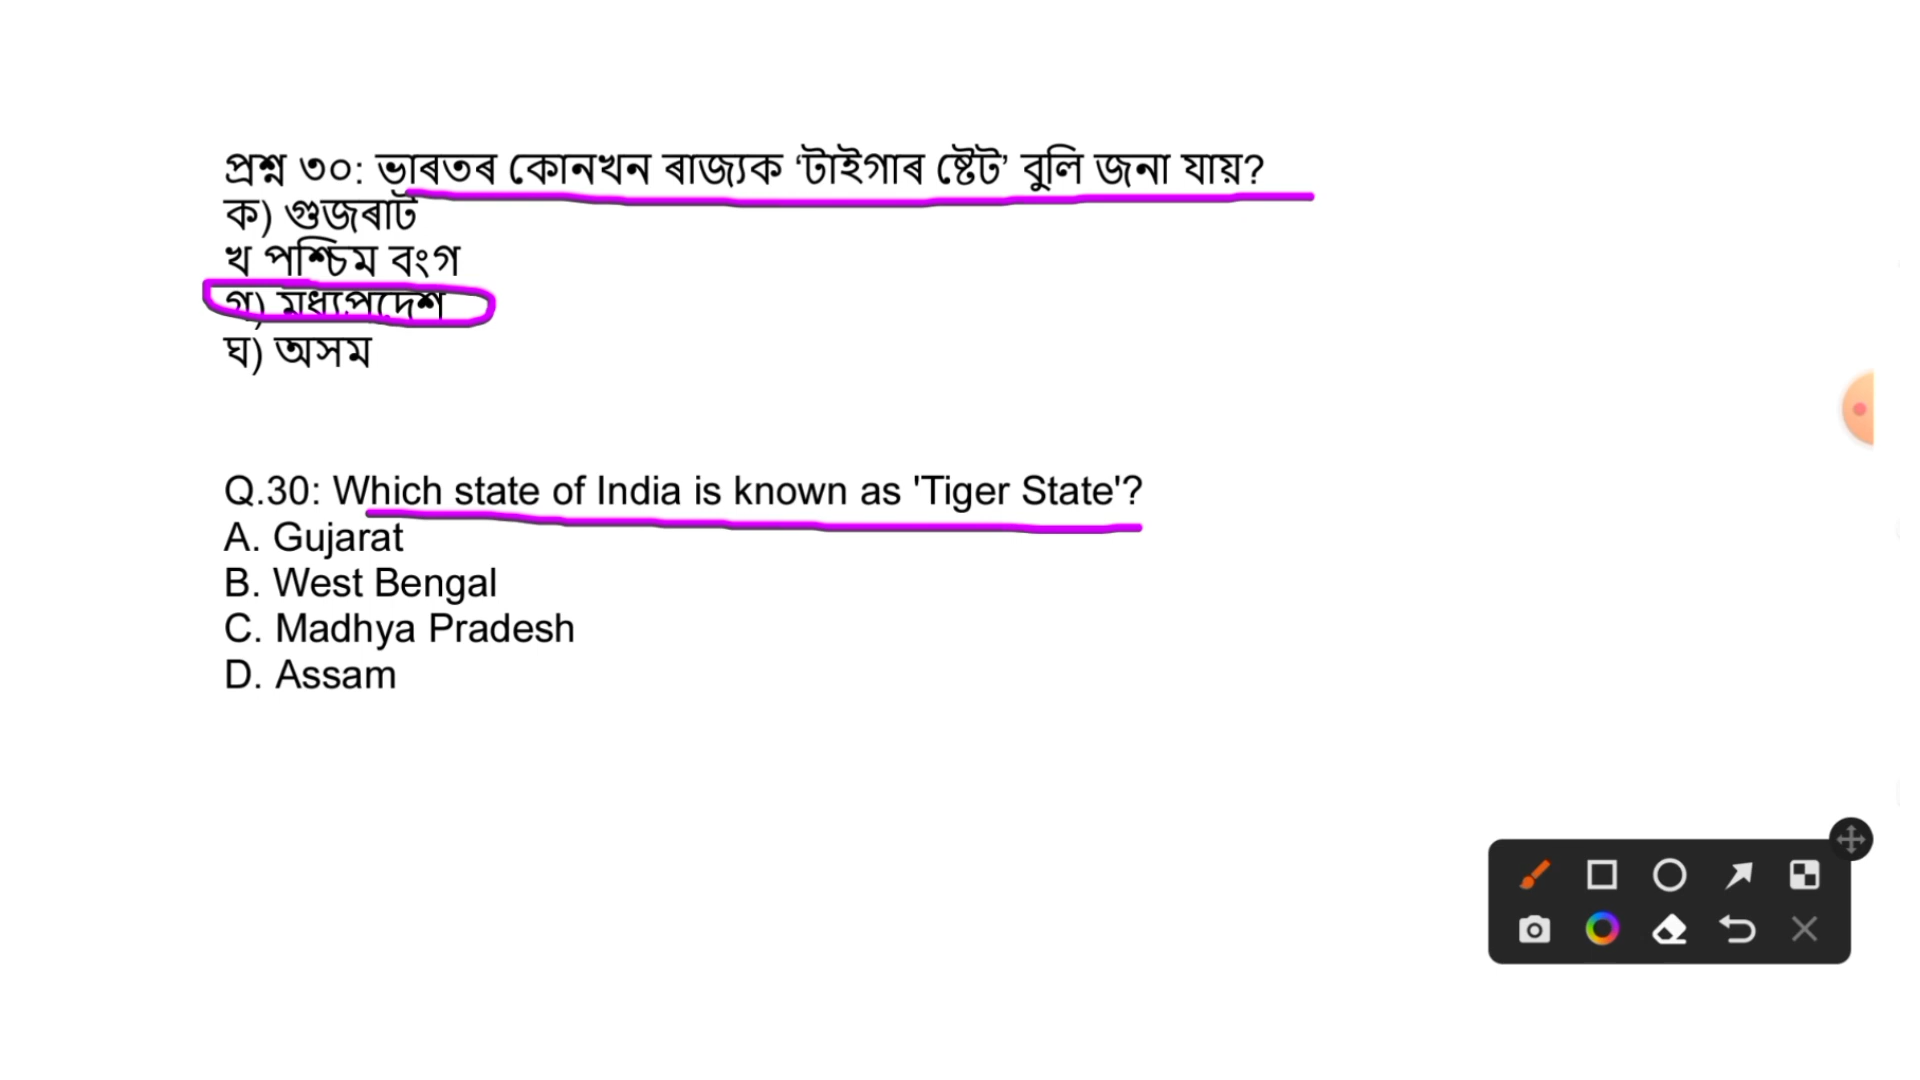 প্ৰশ্ন ৩০: ভাৰতৰ কোনখন ৰাজ্যক ‘টাইগাৰ ষ্টেট’ বুলি জনা যায়?
ক) গুজৰাট
খ পশ্চিম বংগ
গ) মধ্যপ্ৰদেশ
ঘ) অসম
Q.30: Which state of India is known as 'Tiger State'?
A. Gujarat
B. West Bengal
C. Madhya Pradesh
D. Assam